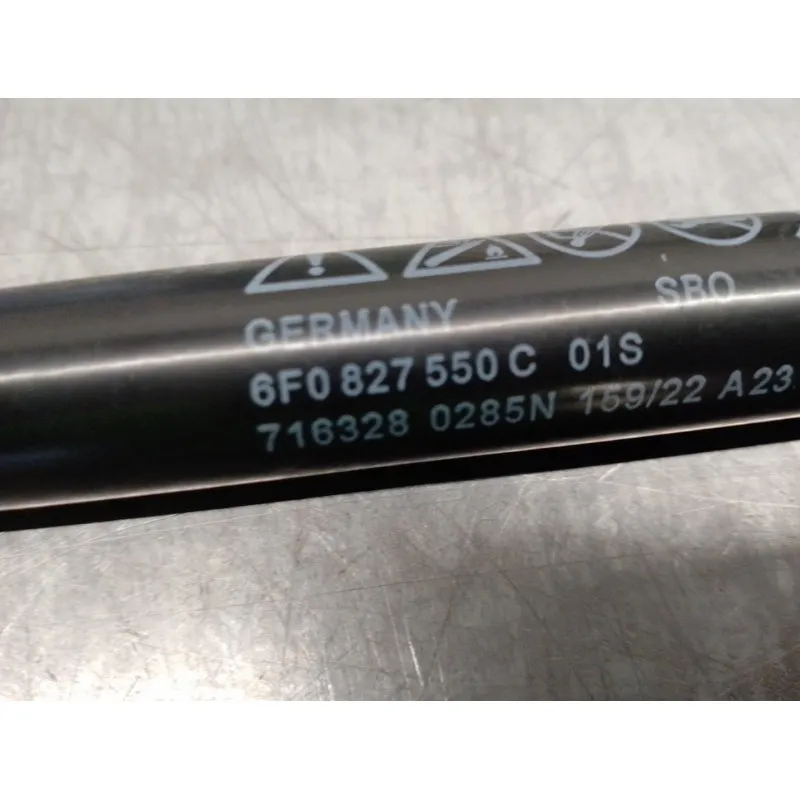 GERMANY SBO
6F0 827 550 C 01S
716328 0285N 159/22 A23